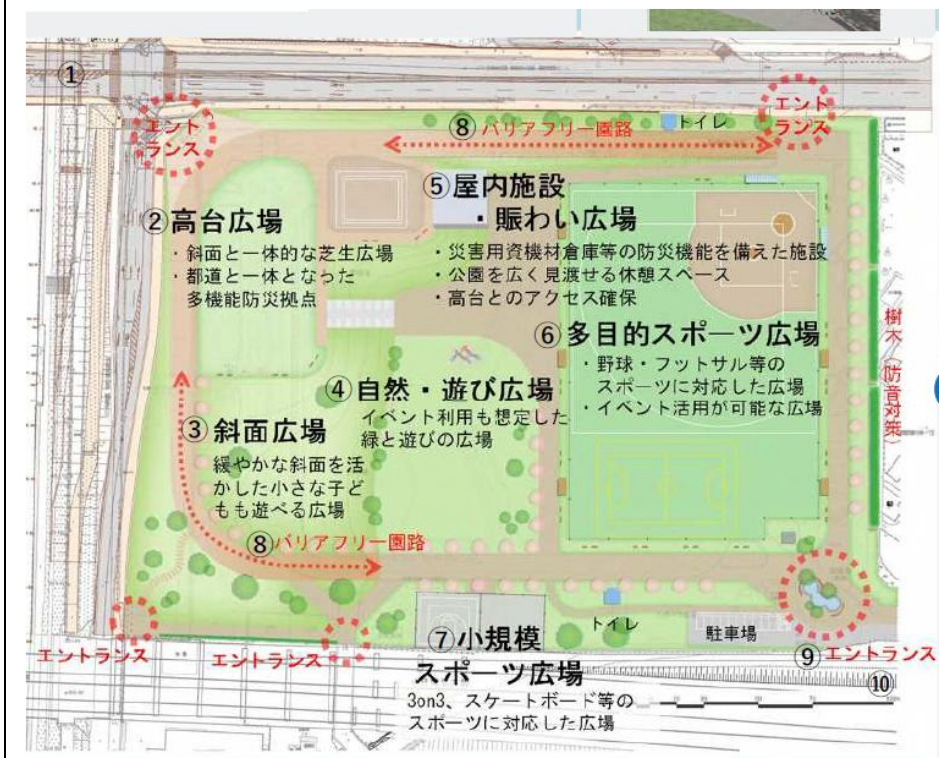 ①
エント
ランス
⑧バリアフリー園路
トイレ
エント
ランス
②高台広場
・斜面と一体的な芝生広場
・都道と一体となった
多機能防災拠点
⑤屋内施設
・賑わい広場
・災害用資機材倉庫等の防災機能を備えた施設
・公園を広く見渡せる休憩スペース
・高台とのアクセス確保
⑥多目的スポーツ広場
・野球・フットサル等の
スポーツに対応した広場
・イベント活用が可能な広場
樹木（防音対策）
④自然・遊び広場
イベント利用も想定した
緑と遊びの広場
③斜面広場
緩やかな斜面を活
かした小さな子ど
もも遊べる広場
⑧バリアフリー園路
エントランス
エントランス
⑦小規模
スポーツ広場
3on3、スケートボード等の
スポーツに対応した広場
トイレ
駐車場
⑨エントランス
⑩